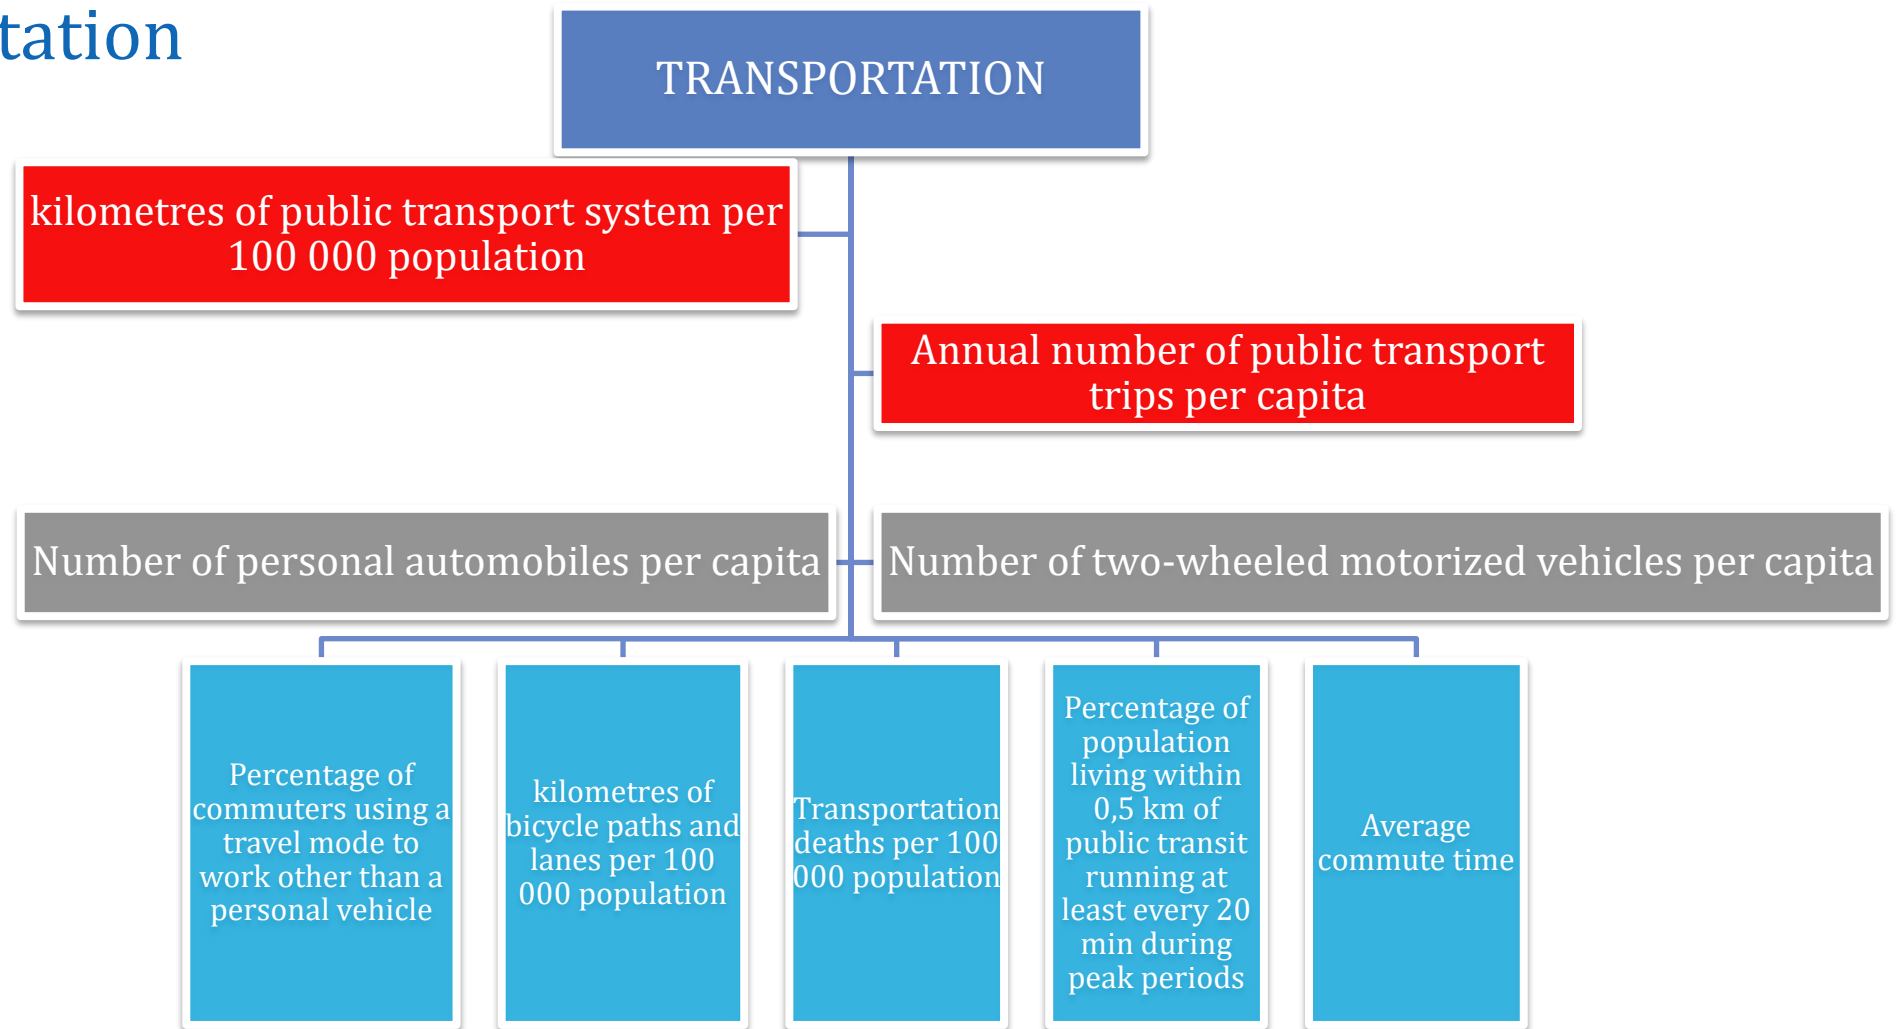 tation
TRANSPORTATION
kilometres of public transport system per
100 000 population
Annual number of public transport
trips per capita
Number of personal automobiles per capita
Number of two-wheeled motorized vehicles per capita
Percentage of
commuters using a
travel mode to
work other than a
personal vehicle
kilometres of
bicycle paths and
lanes per 100
000 population
Transportation
deaths per 100
000 population
Percentage of
population
living within
0,5 km of
public transit
running at
least every 20
min during
peak periods
Average
commute time